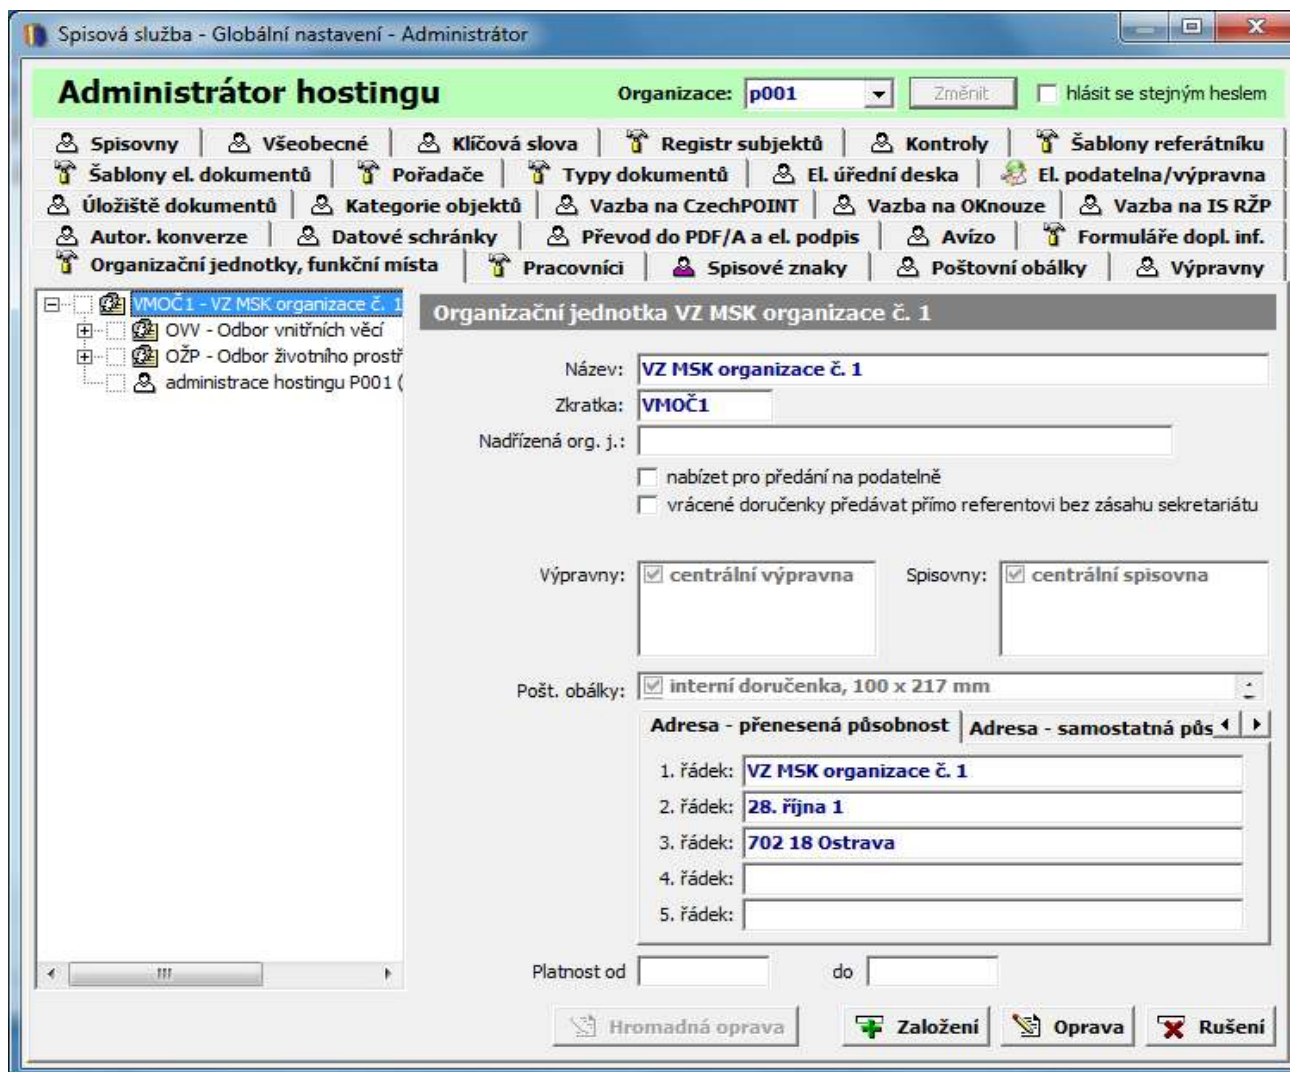 Spisová služba - Globální nastavení - Administrátor
Administrátor hostingu Organizace: p001 Změnit hlásit se stejným heslem
Spisovny Všeobecné Klíčová slova Registr subjektů Kontroly Šablony referátníku
Šablony el. dokumentů Pořadače Typy dokumentů El. úřední deska El. podatelna/výpravna
Úložiště dokumentů Kategorie objektů Vazba na CzechPOINT Vazba na OKnouze Vazba na IS RŽP
Autor. konverze Datové schránky Převod do PDF/A a el. podpis Avízo Formuláře dopl. inf.
Organizační jednotky, funkční místa Pracovníci Spisové znaky Poštovní obálky Výpravny
VMOČ1 - VZ MSK organizace č. 1
OVV - Odbor vnitřních věcí
OŽP - Odbor životního prostř
administrace hostingu P001 (
Organizační jednotka VZ MSK organizace č. 1
Název: VZ MSK organizace č. 1
Zkratka: VMOČ1
Nadřízená org. j.:
nabízet pro předání na podatelně
vrácené doručenky předávat přímo referentovi bez zásahu sekretariátu
Výpravny: centrální výpravna Spisovny: centrální spisovna
Pošt. obálky: interní doručenka, 100 x 217 mm
Adresa - přenesená působnost Adresa - samostatná půs
1. řádek: VZ MSK organizace č. 1
2. řádek: 28. října 1
3. řádek: 702 18 Ostrava
4. řádek:
5. řádek:
Platnost od do
Hromadná oprava Založení Oprava Rušení